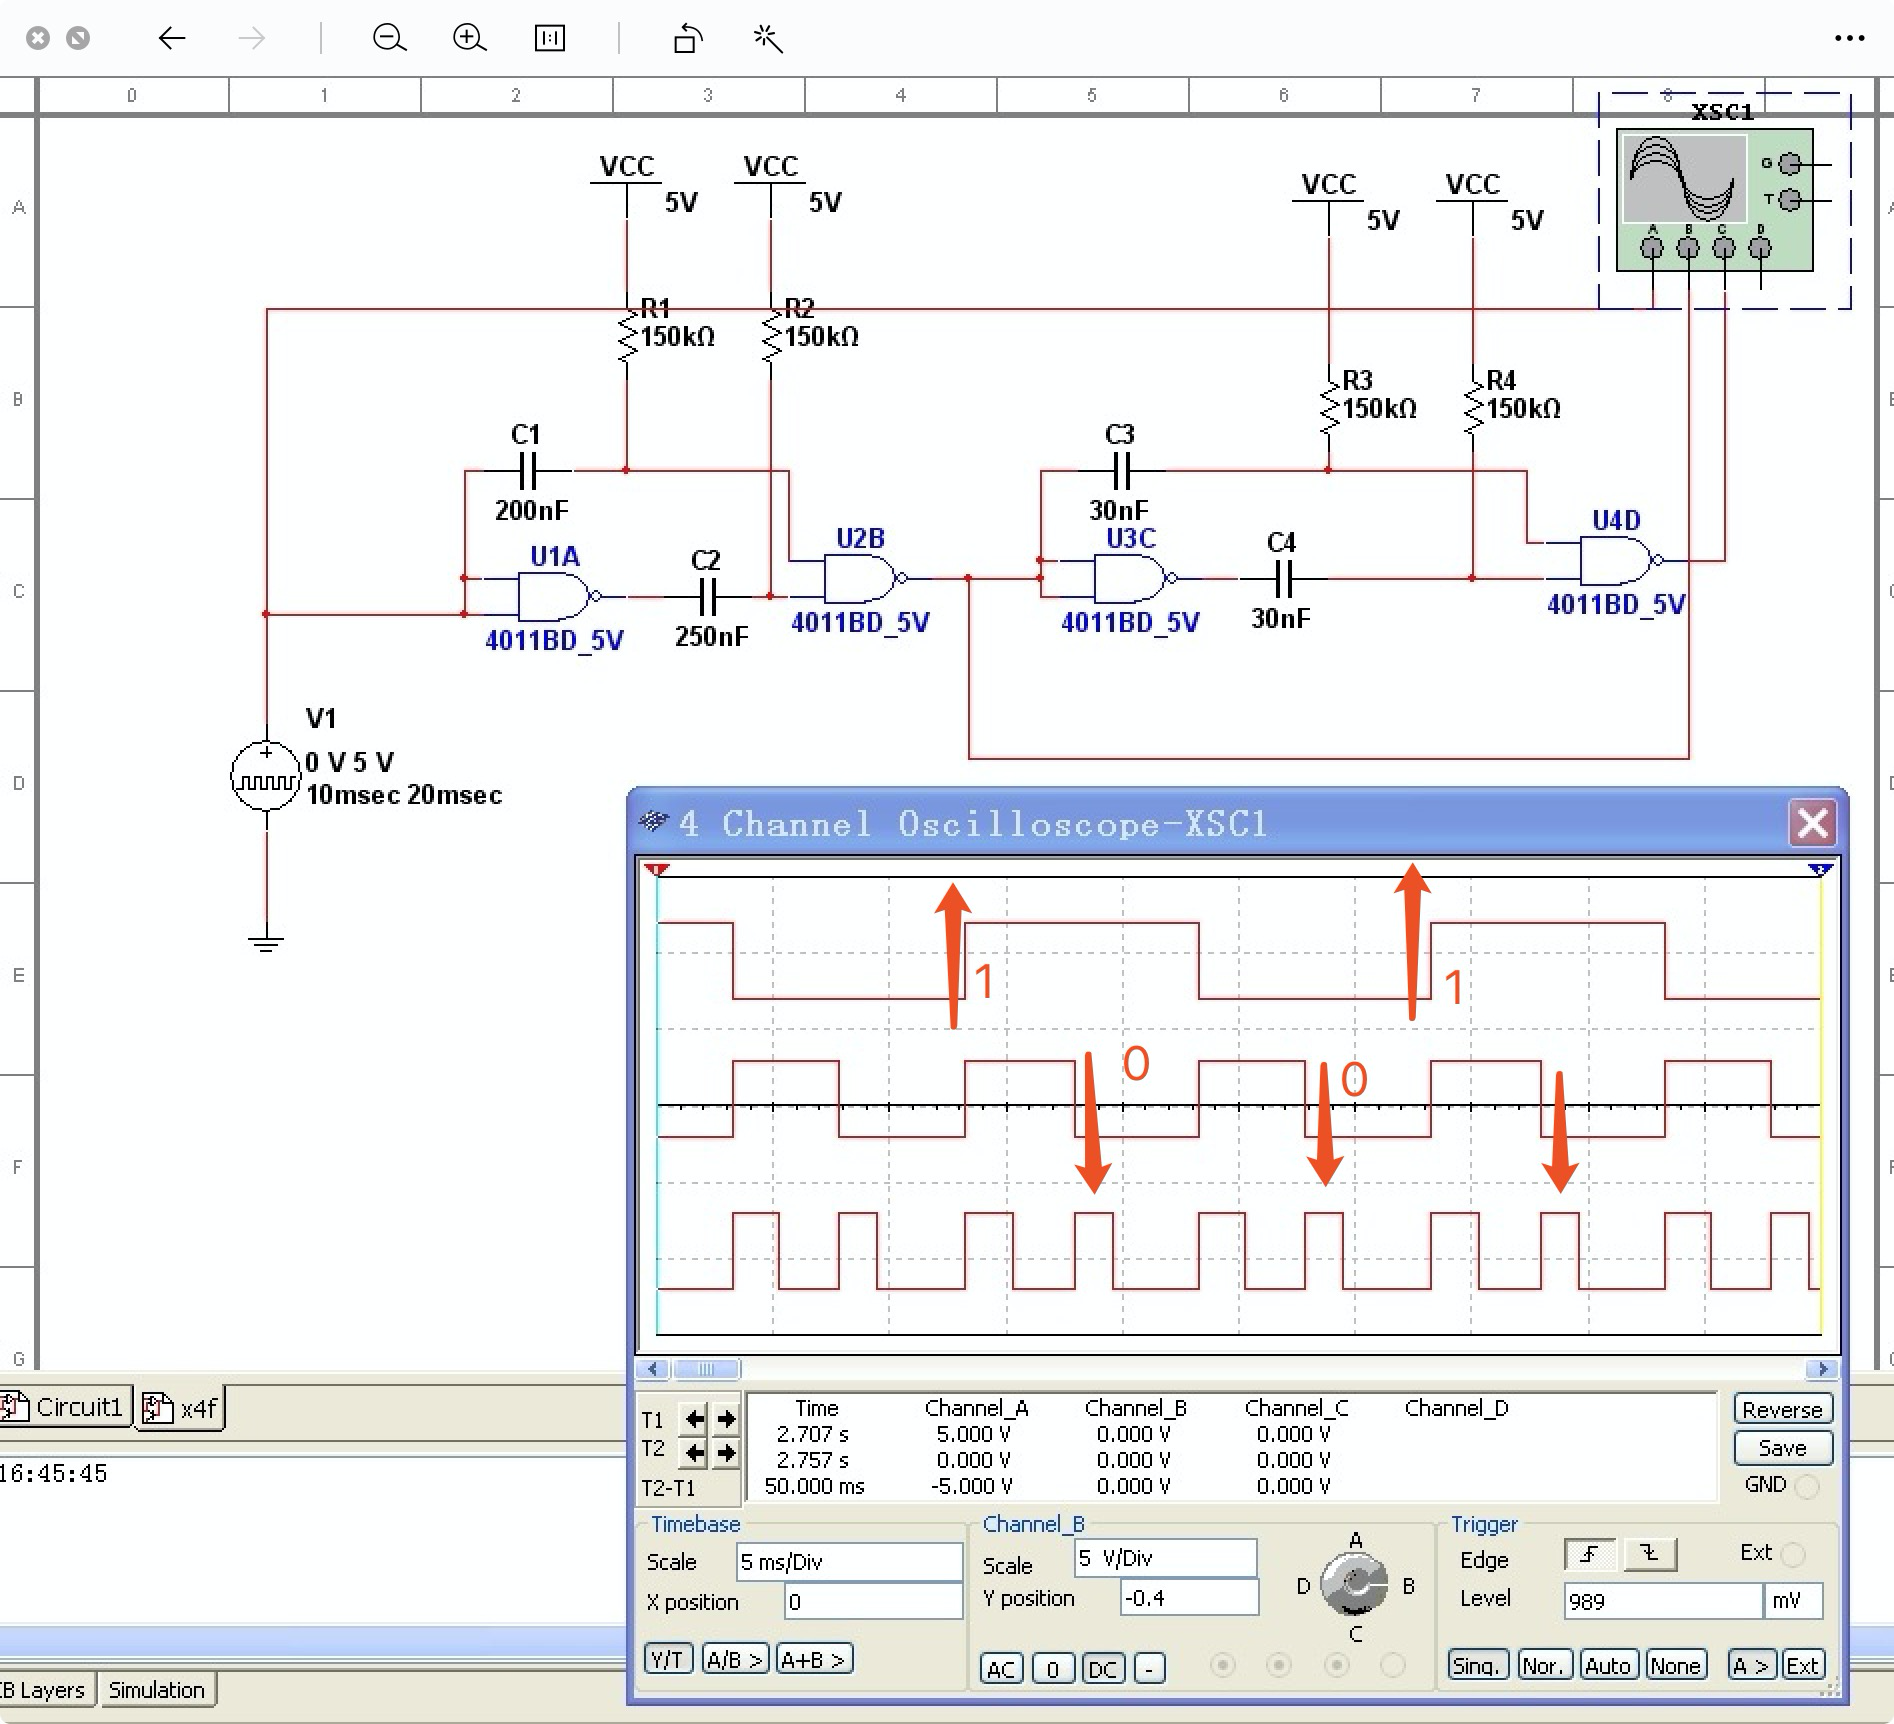 0 1 2 3 4 5 6 7 8
XSC1
G
T
A B C D
VCC VCC
5V 5V
VCC VCC
5V 5V
A
R1 R2
150kΩ 150kΩ
R3 R4
150kΩ 150kΩ
B
C1 C3
200nF 30nF
U1A C2 U2B U3C C4 U4D
4011BD_5V 250nF 4011BD_5V 4011BD_5V 30nF 4011BD_5V
C
V1
0 V 5 V
10msec 20msec
D
4 Channel Oscilloscope-XSC1
1 1
E
0 0
F
G
Circuit1 x4f
16:45:45
T1
T2
T2-T1
Time Channel_A Channel_B Channel_C Channel_D
2.707 s 5.000 V 0.000 V 0.000 V
2.757 s 0.000 V 0.000 V 0.000 V
50.000 ms -5.000 V 0.000 V 0.000 V
Reverse
Save
GND
Timebase
Scale 5 ms/Div
X position 0
Y/T A/B > A+B >
Channel_B
Scale 5 V/Div
Y position -0.4
AC 0 DC -
A
D B
C
Trigger
Edge Ext
Level 989 mV
Sing. Nor. Auto None A > Ext
B Layers Simulation